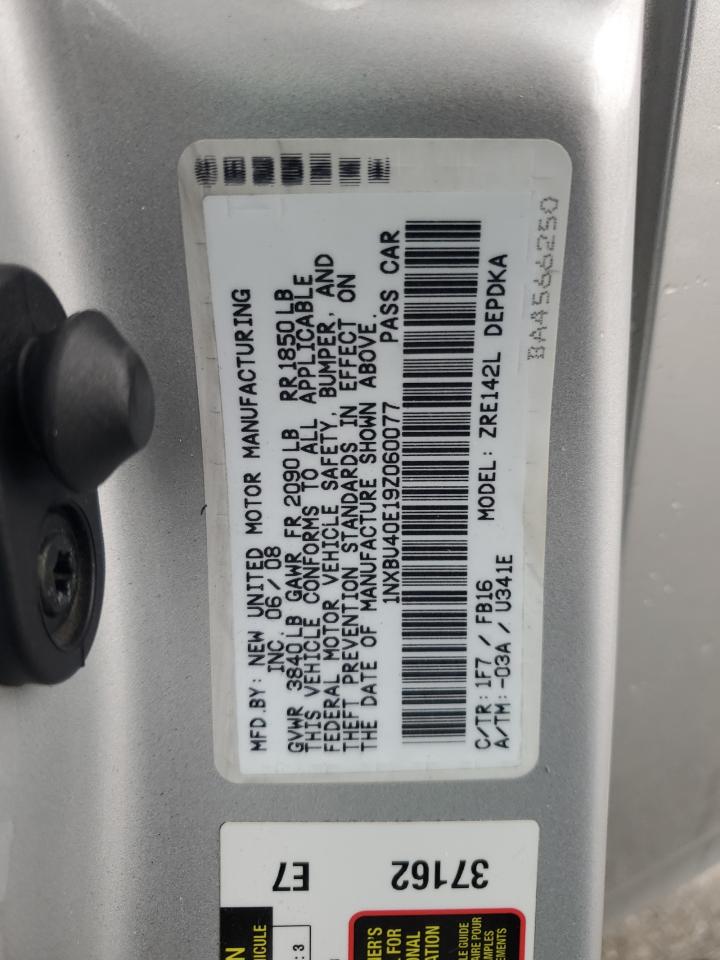 MFD.BY: NEW UNITED MOTOR MANUFACTURING
INC. 06/08
GVWR 3840LB GAWR FR 2090LB RR1850LB
THIS VEHICLE CONFORMS TO ALL APPLICABLE
FEDERAL MOTOR VEHICLE SAFETY, BUMPER, AND
THEFT PREVENTION STANDARDS IN EFFECT ON
THE DATE OF MANUFACTURE SHOWN ABOVE.
1NXBU40E19Z060077 PASS CAR
C/TR: 1F7 / FB16 MODEL: ZRE142L DEPDKA
A/TM: -03A / U341E
BA4566250
37162
E7